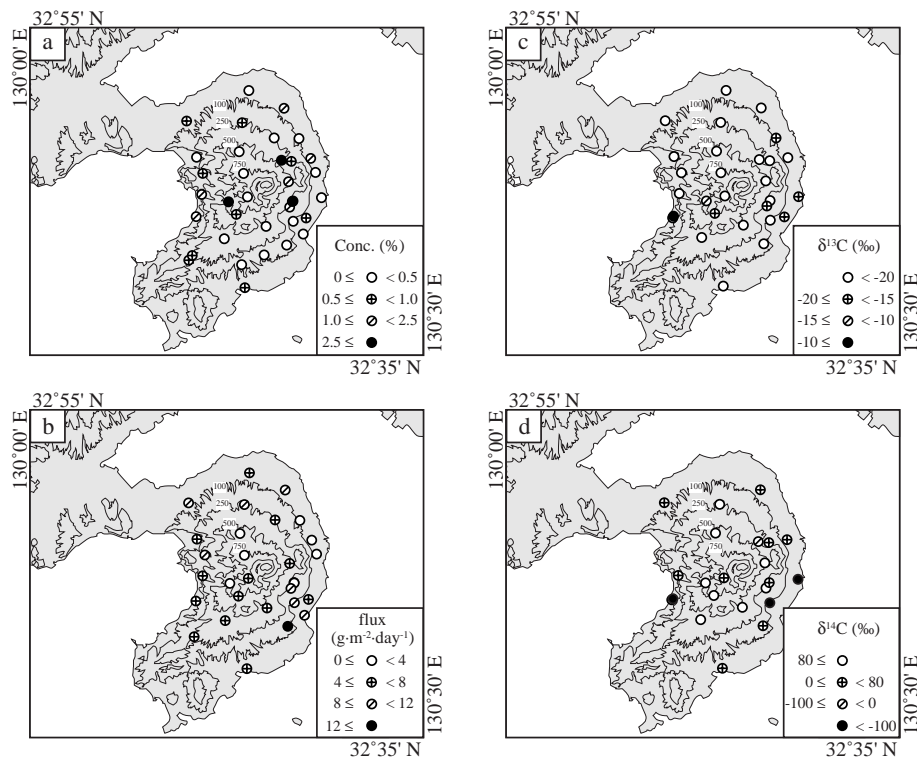 32˚55' N
130˚00' E
a
100
250
500
750
Conc. (%)
0 ≤ < 0.5
0.5 ≤ < 1.0
1.0 ≤ < 2.5
2.5 ≤
130˚30' E
32˚35' N
32˚55' N
130˚00' E
c
100
250
500
750
δ¹³C (‰)
< -20
-20 ≤ < -15
-15 ≤ < -10
-10 ≤
130˚30' E
32˚35' N
32˚55' N
130˚00' E
b
100
250
500
750
flux
(g·m⁻²·day⁻¹)
0 ≤ < 4
4 ≤ < 8
8 ≤ < 12
12 ≤
130˚30' E
32˚35' N
32˚55' N
130˚00' E
d
100
250
500
750
δ¹⁴C (‰)
80 ≤
0 ≤ < 80
-100 ≤ < 0
< -100
130˚30' E
32˚35' N